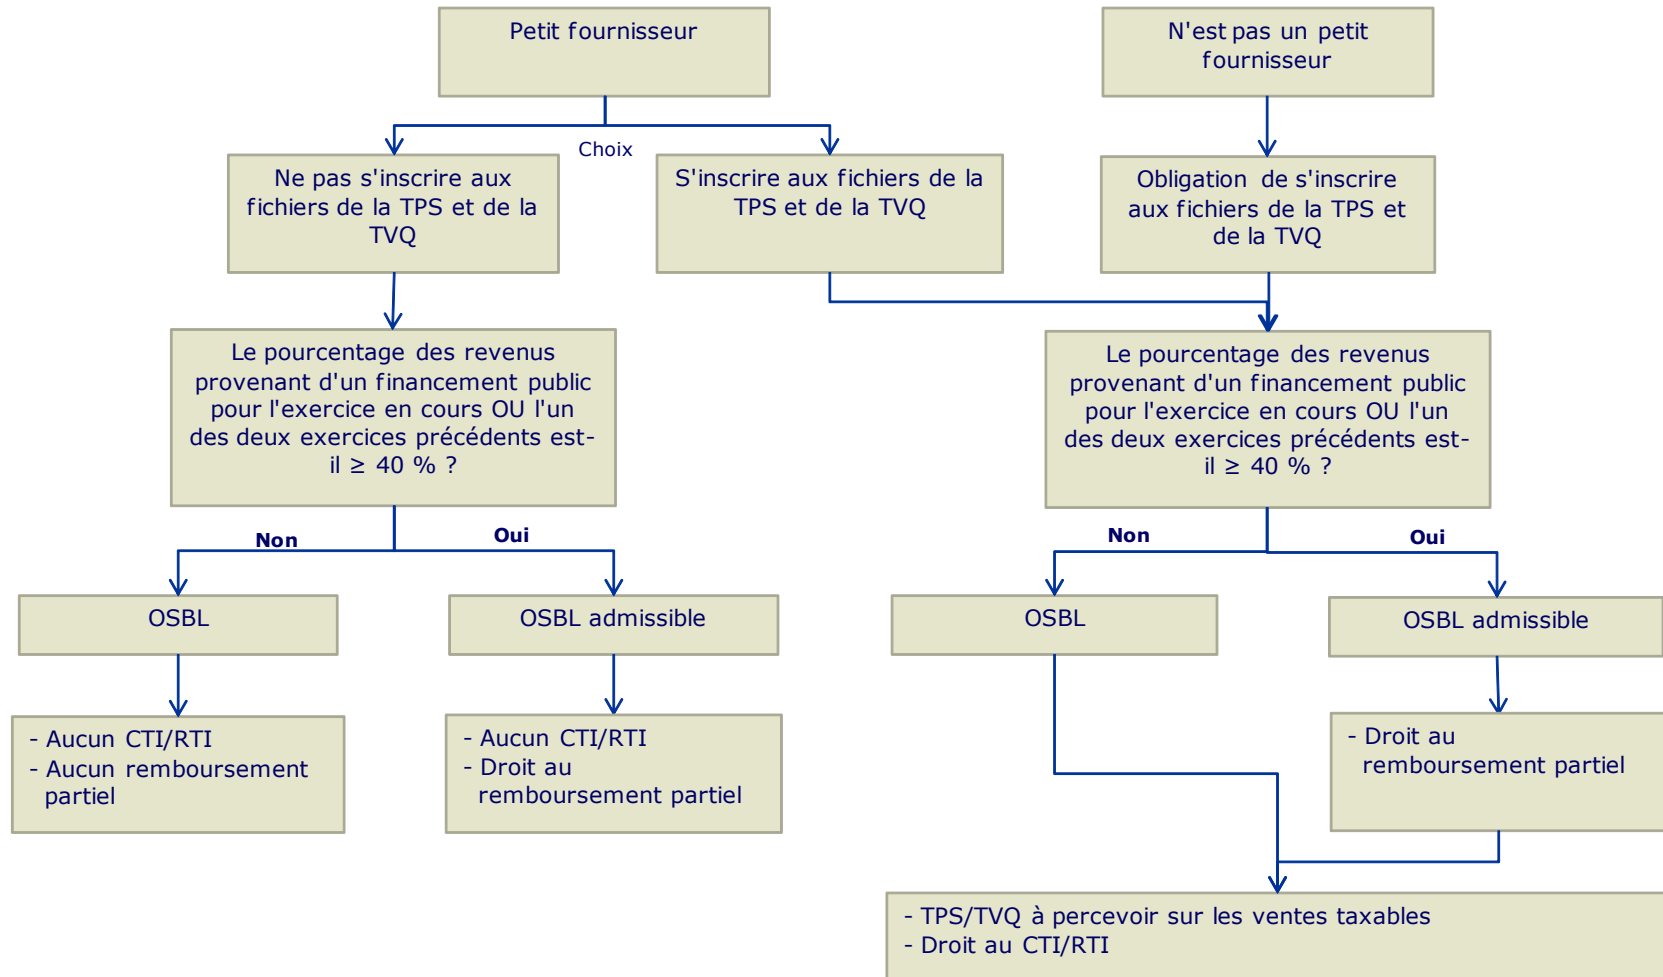 Petit fournisseur
N'est pas un petit
fournisseur
Choix
Ne pas s'inscrire aux
fichiers de la TPS et de la
TVQ
S'inscrire aux fichiers de la
TPS et de la TVQ
Obligation de s'inscrire
aux fichiers de la TPS et
de la TVQ
Le pourcentage des revenus
provenant d'un financement public
pour l'exercice en cours OU l'un
des deux exercices précédents est-
il ≥ 40 % ?
Le pourcentage des revenus
provenant d'un financement public
pour l'exercice en cours OU l'un
des deux exercices précédents est-
il ≥ 40 % ?
Non
Oui
Non
Oui
OSBL
OSBL admissible
OSBL
OSBL admissible
- Aucun CTI/RTI
- Aucun remboursement
partiel
- Aucun CTI/RTI
- Droit au
remboursement partiel
- Droit au
remboursement partiel
- TPS/TVQ à percevoir sur les ventes taxables
- Droit au CTI/RTI